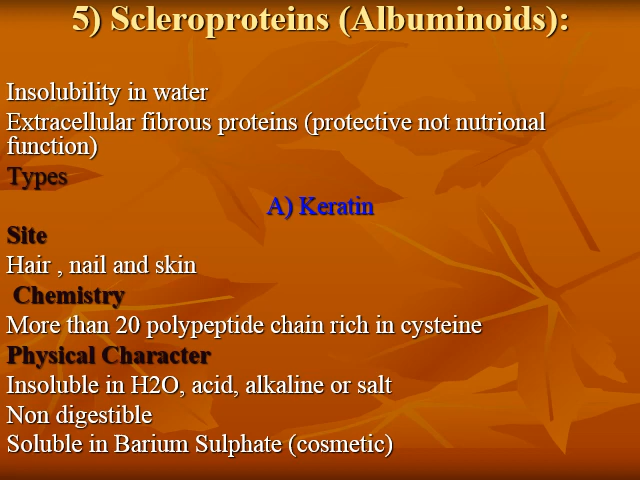 5) Scleroproteins (Albuminoids):
Insolubility in water
Extracellular fibrous proteins (protective not nutrional
function)
Types
A) Keratin
Site
Hair , nail and skin
Chemistry
More than 20 polypeptide chain rich in cysteine
Physical Character
Insoluble in H2O, acid, alkaline or salt
Non digestible
Soluble in Barium Sulphate (cosmetic)